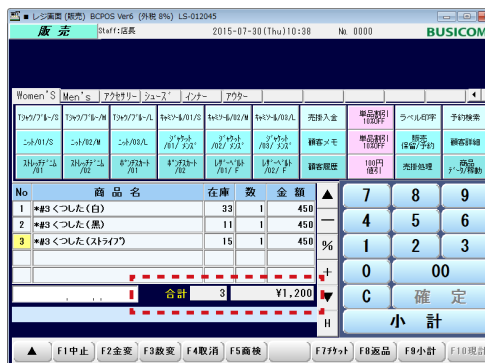 ■ レジ画面 (販売) BCPOS Ver6 (外税 8%) LS-012045
販 売 Staff:店長 2015-07-30(Thu)10:38 No. 0000 BUSICOM
Women'S Men's アクセサリー シューズ インナー アウター
Tシャツ/ブルー/S Tシャツ/ブルー/M Tシャツ/ブルー/L キャミソール/01/S キャミソール/02/M キャミソール/03/L 売掛入金 単品割引 10%OFF ラベル印字 予約検索
ニット/01/S ニット/02/M ニット/03/L ジャケット/01/ メンズ ジャケット/02/ メンズ ジャケット/03/ メンズ 顧客メモ 単品割引 10%OFF 販売保留/予約 顧客詳細
ストレッチデニム/01 ストレッチデニム/02 ボンテスカート/01 ボンテスカート/02 レザーベルト/01/ F レザーベルト/02/ F 顧客履歴 100円値引 売掛処理 商品データ/移動
No 商 品 名 在庫 数 金 額 ▲ 7 8 9
1 *#3くつした(白) 33 1 450
2 *#3くつした(黒) 11 1 450 － 4 5 6
3 *#3くつした(ストライプ) 15 1 450 % 1 2 3
＋ 0 00
合計 3 ¥1,200 ▼ C 確 定
H 小 計
▲ F1中止 F2金変 F3数変 F4取消 F5商検 F7チケット F8返品 F9小計 F10現計